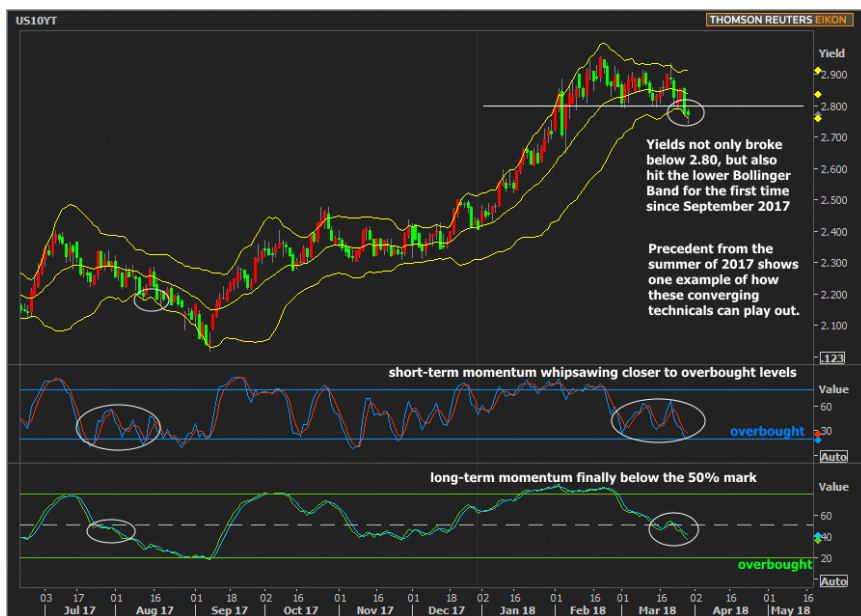 US10YT
THOMSON REUTERS EIKON
Yield
2.900
2.800
2.700
2.600
2.500
2.400
2.300
2.200
2.100
.123
Yields not only broke
below 2.80, but also
hit the lower Bollinger
Band for the first time
since September 2017
Precedent from the
summer of 2017 shows
one example of how
these converging
technicals can play out.
short-term momentum whipsawing closer to overbought levels
Value
60
30
overbought
Auto
long-term momentum finally below the 50% mark
Value
60
40
20
overbought
Auto
03 17 01 16 01 18 02 16 01 16 01 18 02 16 01 16 01 16 02 16 01 16
Jul 17 Aug 17 Sep 17 Oct 17 Nov 17 Dec 17 Jan 18 Feb 18 Mar 18 Apr 18 May 18